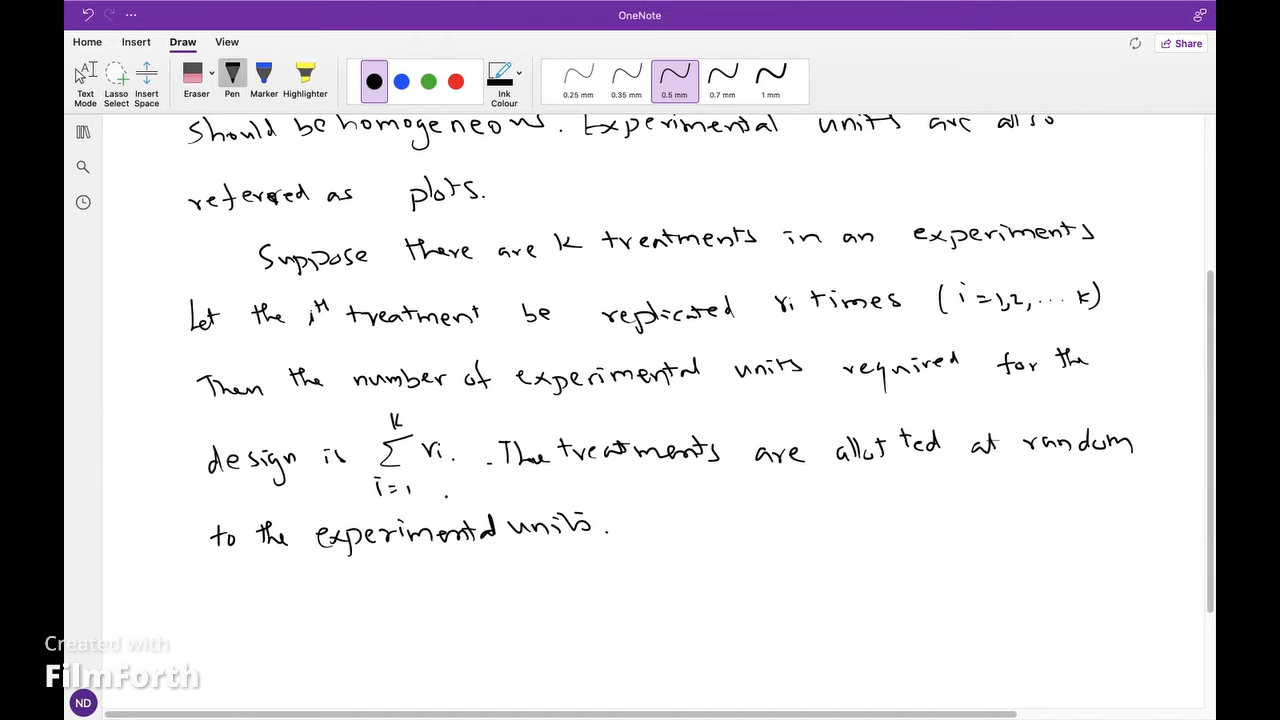 OneNote
Home Insert Draw View
Share
Text Mode
Lasso Select
Insert Space
Eraser
Pen
Marker
Highlighter
Ink Colour
0.25 mm
0.35 mm
0.5 mm
0.7 mm
1 mm
Should be homogeneous. Experimental units are also
referred as plots.
Suppose there are k treatments in an experiments
Let the iᵗʰ treatment be replicated ri times (i = 1, 2, ... k)
Then the number of experimental units required for the
design is ∑ᵏᵢ₌₁ ri. The treatments are allotted at random
to the experimental units.
Created with
FilmForth
ND